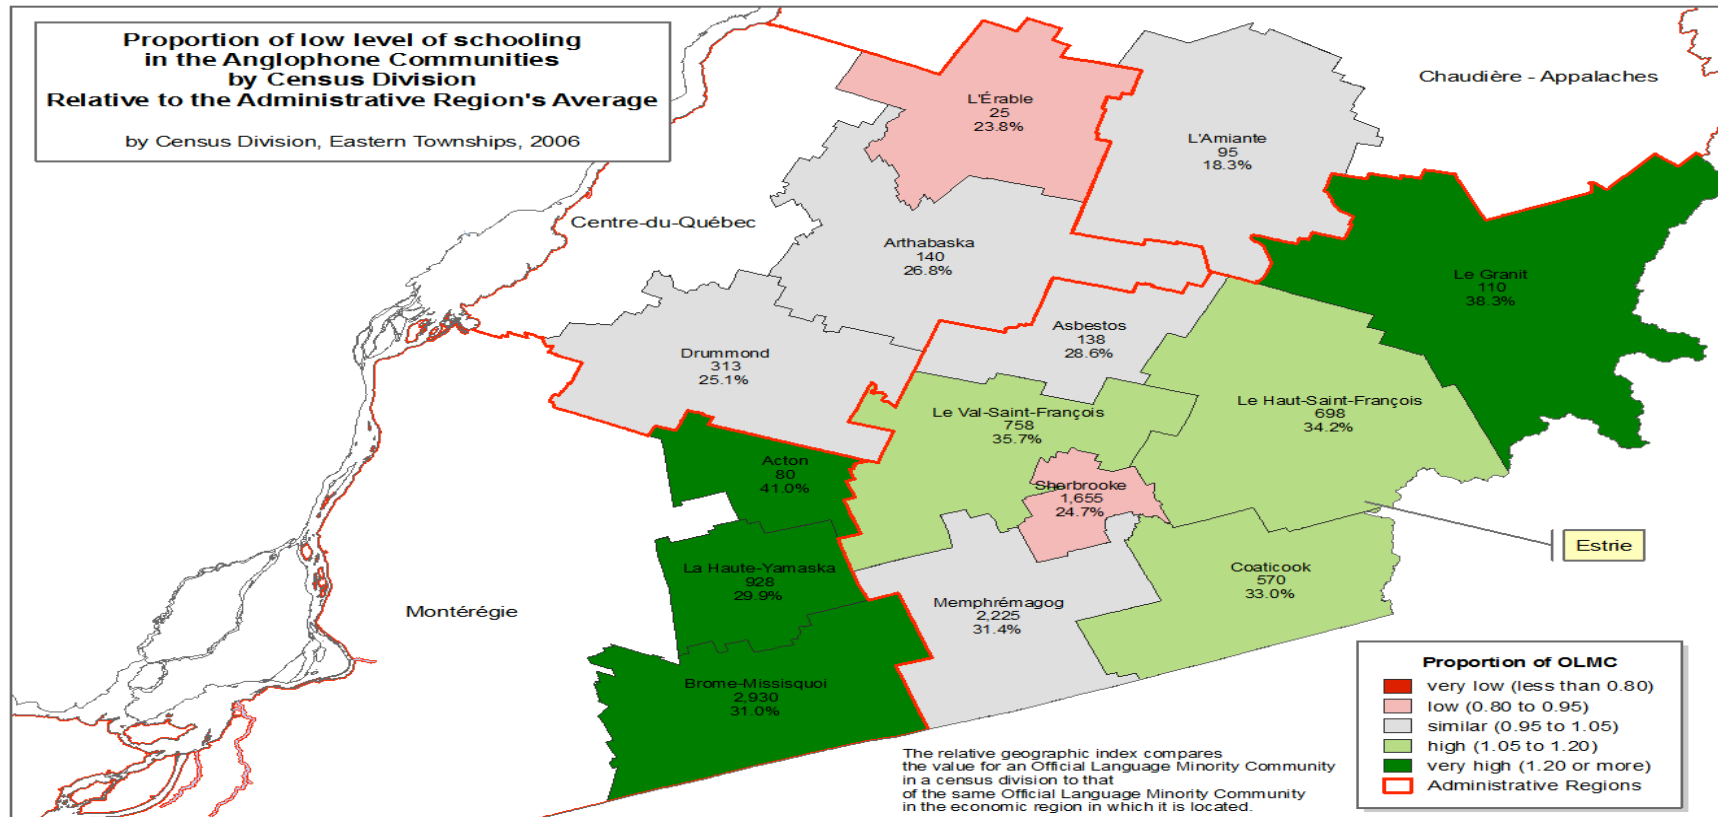 Proportion of low level of schooling
in the Anglophone Communities
by Census Division
Relative to the Administrative Region's Average
by Census Division, Eastern Townships, 2006
Chaudière - Appalaches
L'Érable
25
23.8%
L'Amiante
95
18.3%
Centre-du-Québec
Arthabaska
140
26.8%
Le Granit
110
38.3%
Asbestos
138
28.6%
Drummond
313
25.1%
Le Val-Saint-François
758
35.7%
Le Haut-Saint-François
698
34.2%
Acton
80
41.0%
Sherbrooke
1,655
24.7%
Estrie
La Haute-Yamaska
928
29.9%
Coaticook
570
33.0%
Montérégie
Memphrémagog
2,225
31.4%
Brome-Missisquoi
2,930
31.0%
Proportion of OLMC
very low (less than 0.80)
low (0.80 to 0.95)
similar (0.95 to 1.05)
high (1.05 to 1.20)
very high (1.20 or more)
Administrative Regions
The relative geographic index compares
the value for an Official Language Minority Community
in a census division to that
of the same Official Language Minority Community
in the economic region in which it is located.